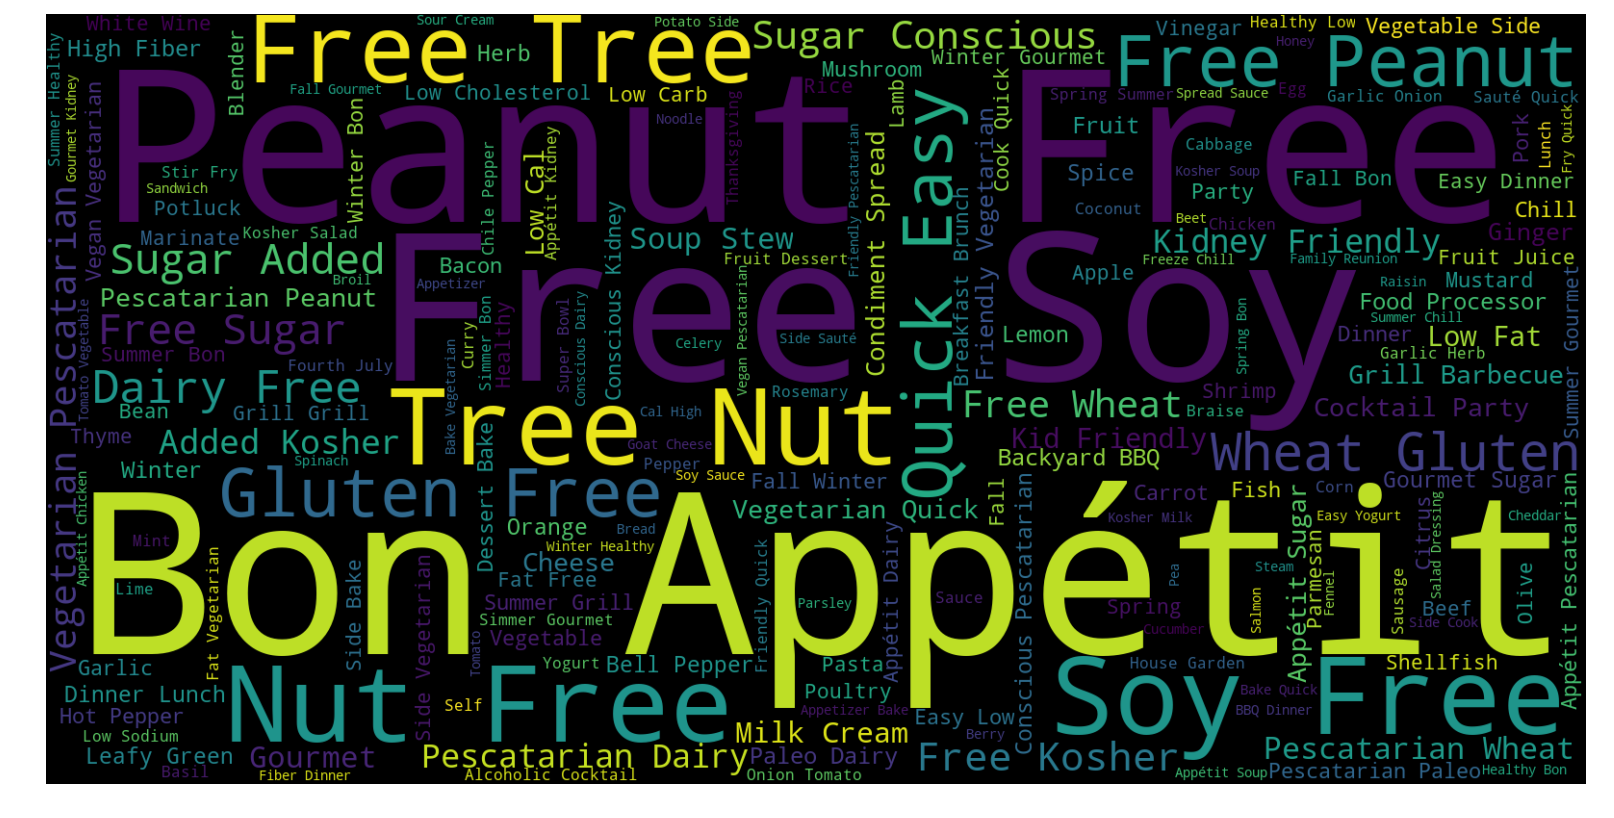 White Wine
Free Tree
Sour Cream
Potato Side
Sugar Conscious
Vinegar
Healthy Low
Vegetable Side
High Fiber
Herb
Winter Gourmet
Free Peanut
Honey
Summer Healthy
Gourmet Kidney
Blender
Fall Gourmet
Low Cholesterol
Low Carb
Mushroom
Rice
Lamb
Spring Summer
Spread Sauce
Egg
Garlic Onion
Sauté Quick
Peanut Free
Noodle
Thanksgiving
Fruit
Cabbage
Pork
Lunch
Fry Quick
Vegan Vegetarian
Winter Bon
Stir Fry
Sandwich
Potluck
Chile Pepper
Low Cal
Appétit Kidney
Friendly Pescatarian
Condiment Spread
Quick Easy
Cook Quick
Spice
Kosher Soup
Party
Fall Bon
Easy Dinner
Coconut
Beet
Chicken
Chill
Marinate
Kosher Salad
Soup Stew
Friendly Vegetarian
Breakfast Brunch
Kidney Friendly
Ginger
Sugar Added
Broil
Bacon
Appetizer
Fruit Dessert
Apple
Freeze Chill
Family Reunion
Fruit Juice
Free Soy
Raisin
Mustard
Pescatarian Peanut
Conscious Kidney
Food Processor
Vegetarian Pescatarian
Tomato Vegetable
Free Sugar
Summer Bon
Fourth July
Curry
Simmer Bon
Healthy
Super Bowl
Conscious Dairy
Celery
Vegan Pescatarian
Side Sauté
Lemon
Spring Bon
Summer Chill
Dinner
Low Fat
Garlic Herb
Summer Gourmet
Dairy Free
Rosemary
Shrimp
Grill Barbecue
Bean
Grill Grill
Bake Vegetarian
Tree Nut
Cal High
Free Wheat
Braise
Cocktail Party
Thyme
Added Kosher
Goat Cheese
Kid Friendly
Wheat Gluten
Winter
Spinach
Pepper
Backyard BBQ
Gluten Free
Soy Sauce
Fall Winter
Gourmet Sugar
Appétit Chicken
Dessert Bake
Fall
Carrot
Fish
Corn
Vegetarian Quick
Orange
Bread
Kosher Milk
Easy Yogurt
Cheddar
Bon Appétit
Mint
Winter Healthy
Cheese
Appétit Dairy
Conscious Pescatarian
Appétit Sugar
Parmesan
Citrus
Salad Dressing
Appétit Pescatarian
Lime
Fat Free
Pea
Steam
Fennel
Fat Vegetarian
Side Bake
Summer Grill
Simmer Gourmet
Friendly Quick
Parsley
Sauce
Spring
Salmon
Sausage
Beef
Side Cook
Olive
Side Vegetarian
Vegetable
Tomato
Cucumber
Garlic
Yogurt
Bell Pepper
Pasta
House Garden
Shellfish
Dinner Lunch
Nut Free
Poultry
Soy Free
Bake Quick
Hot Pepper
Self
Appetizer Bake
Easy Low
BBQ Dinner
Low Sodium
Milk Cream
Berry
Leafy Green
Gourmet
Pescatarian Dairy
Paleo Dairy
Free Kosher
Pescatarian Wheat
Basil
Fiber Dinner
Alcoholic Cocktail
Onion Tomato
Appétit Soup
Pescatarian Paleo
Healthy Bon